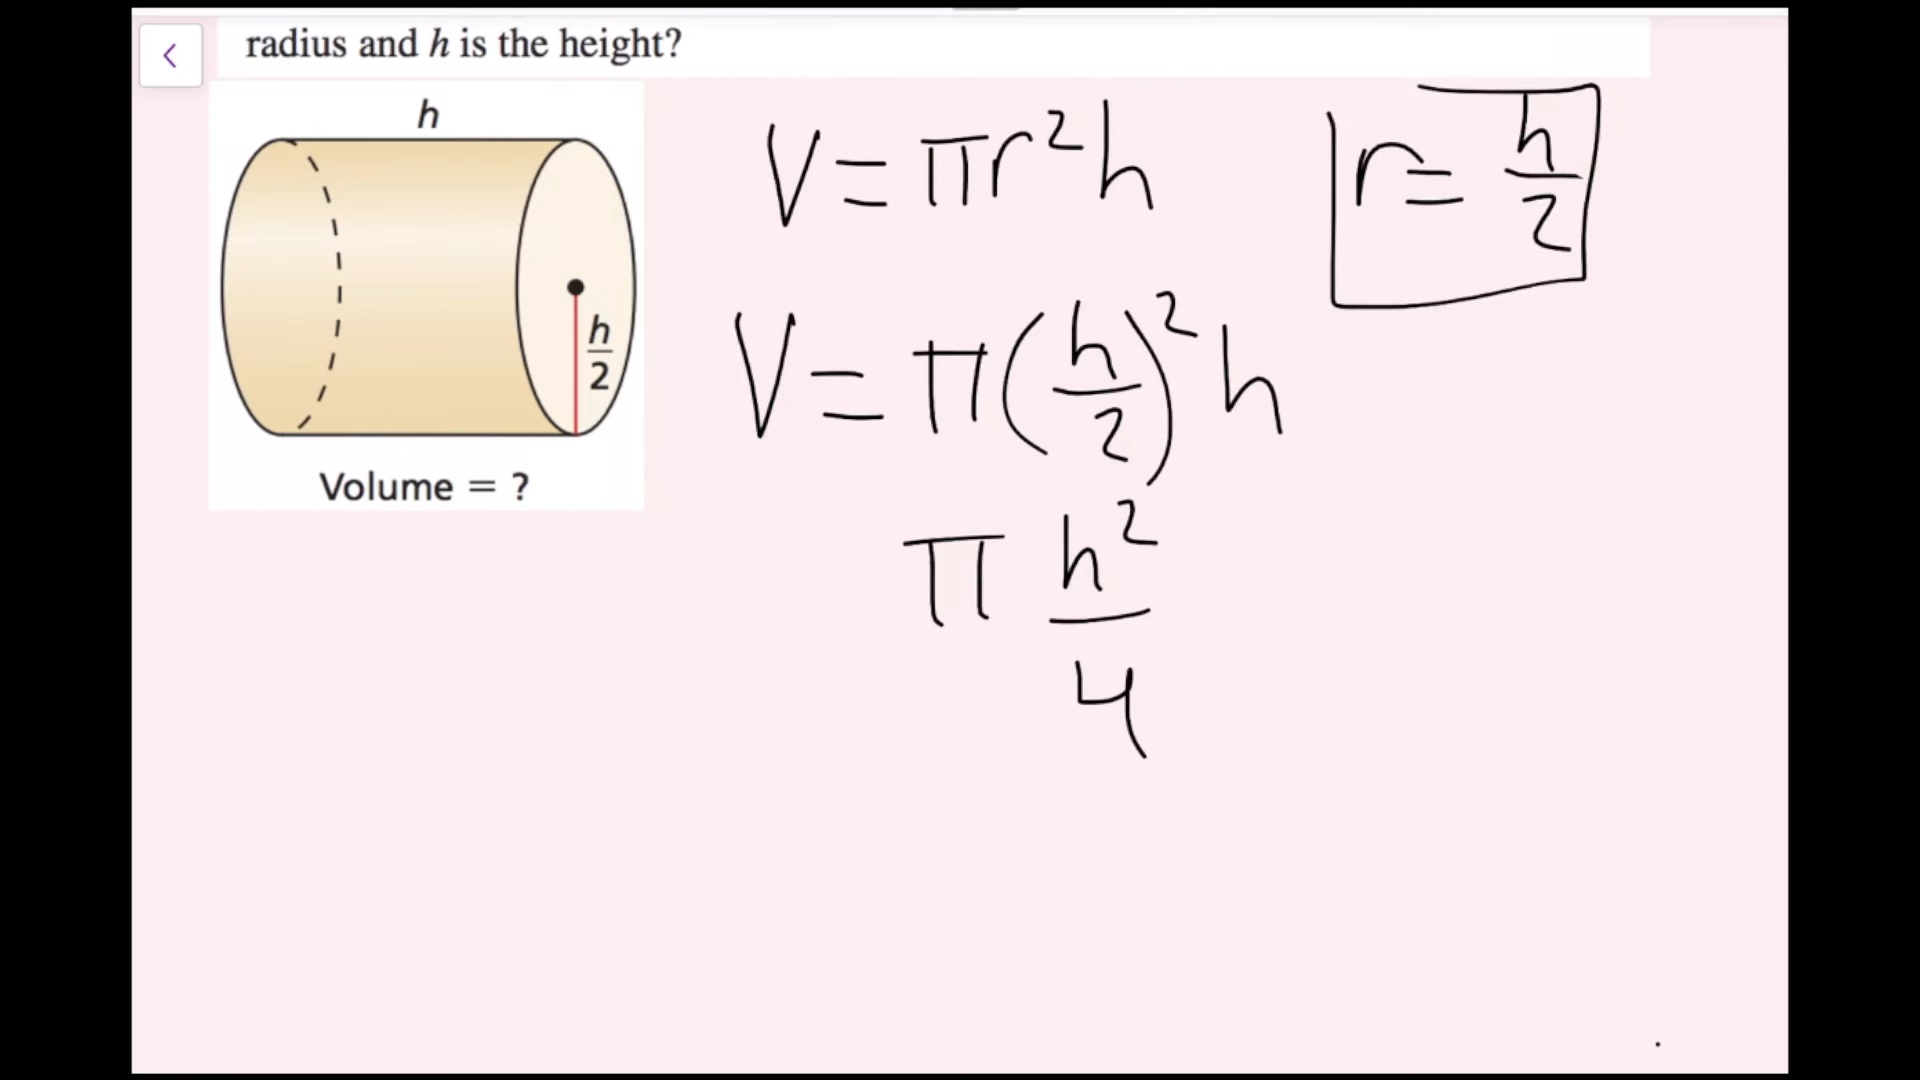 radius and h is the height?
h
h/2
Volume = ?
V = πr²h
r = h/2
V = π(h/2)²h
π h²/4